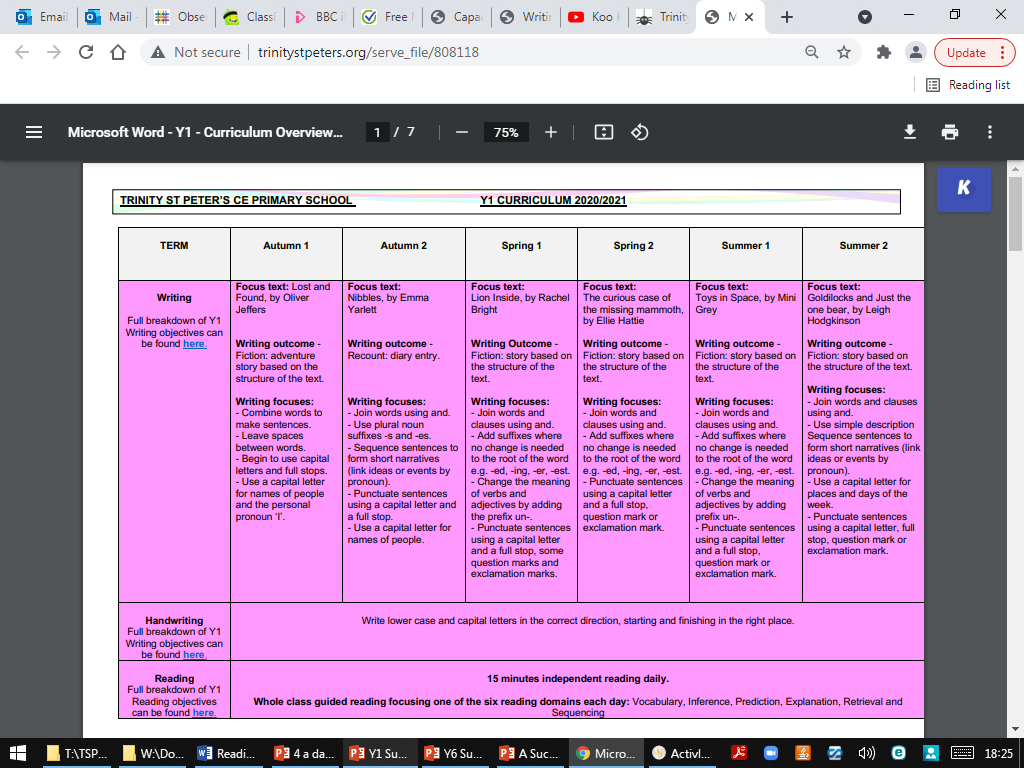 Email
Mail -
Obse
Class
BBC
Free
Capa
Writi
Koo
Trinity
M
Not secure
trinitystpeters.org/serve_file/808118
Update
Reading list
Microsoft Word - Y1 - Curriculum Overview...
1 / 7
75%
K
TRINITY ST PETER'S CE PRIMARY SCHOOL Y1 CURRICULUM 2020/2021
TERM
Autumn 1
Autumn 2
Spring 1
Spring 2
Summer 1
Summer 2
Writing
Full breakdown of Y1
Writing objectives can
be found here.
Focus text: Lost and
Found, by Oliver
Jeffers
Writing outcome -
Fiction: adventure
story based on the
structure of the text.
Writing focuses:
- Combine words to
make sentences.
- Leave spaces
between words.
- Begin to use capital
letters and full stops.
- Use a capital letter
for names of people
and the personal
pronoun 'I'.
Focus text:
Nibbles, by Emma
Yarlett
Writing outcome -
Recount: diary entry.
Writing focuses:
- Join words using and.
- Use plural noun
suffixes -s and -es.
- Sequence sentences to
form short narratives
(link ideas or events by
pronoun).
- Punctuate sentences
using a capital letter and
a full stop.
- Use a capital letter for
names of people.
Focus text:
Lion Inside, by Rachel
Bright
Writing Outcome -
Fiction: story based on
the structure of the
text.
Writing focuses:
- Join words and
clauses using and.
- Add suffixes where
no change is needed
to the root of the word
e.g. -ed, -ing, -er, -est.
- Change the meaning
of verbs and
adjectives by adding
the prefix un-.
- Punctuate sentences
using a capital letter
and a full stop, some
question marks and
exclamation marks.
Focus text:
The curious case of
the missing mammoth,
by Ellie Hattie
Writing outcome -
Fiction: story based on
the structure of the
text.
Writing focuses:
- Join words and
clauses using and.
- Add suffixes where
no change is needed
to the root of the word
e.g. -ed, -ing, -er, -est.
- Punctuate sentences
using a capital letter
and a full stop,
question mark or
exclamation mark.
Focus text:
Toys in Space, by Mini
Grey
Writing outcome -
Fiction: story based on
the structure of the
text.
Writing focuses:
- Join words and
clauses using and.
- Add suffixes where
no change is needed
to the root of the word
e.g. -ed, -ing, -er, -est.
- Change the meaning
of verbs and
adjectives by adding
prefix un-.
- Punctuate sentences
using a capital letter
and a full stop,
question mark or
exclamation mark.
Focus text:
Goldilocks and Just the
one bear, by Leigh
Hodgkinson
Writing outcome -
Fiction: story based on
the structure of the text.
Writing focuses:
- Join words and clauses
using and.
- Use simple description
Sequence sentences to
form short narratives (link
ideas or events by
pronoun).
- Use a capital letter for
places and days of the
week.
- Punctuate sentences
using a capital letter, full
stop, question mark or
exclamation mark.
Handwriting
Full breakdown of Y1
Writing objectives can
be found here.
Write lower case and capital letters in the correct direction, starting and finishing in the right place.
Reading
Full breakdown of Y1
Reading objectives
can be found here.
15 minutes independent reading daily.
Whole class guided reading focusing one of the six reading domains each day: Vocabulary, Inference, Prediction, Explanation, Retrieval and
Sequencing
T:\TSP...
W:\Do...
Readi...
4 a da...
Y1 Su...
Y6 Su...
A Suc...
Micro...
ActivI...
18:25